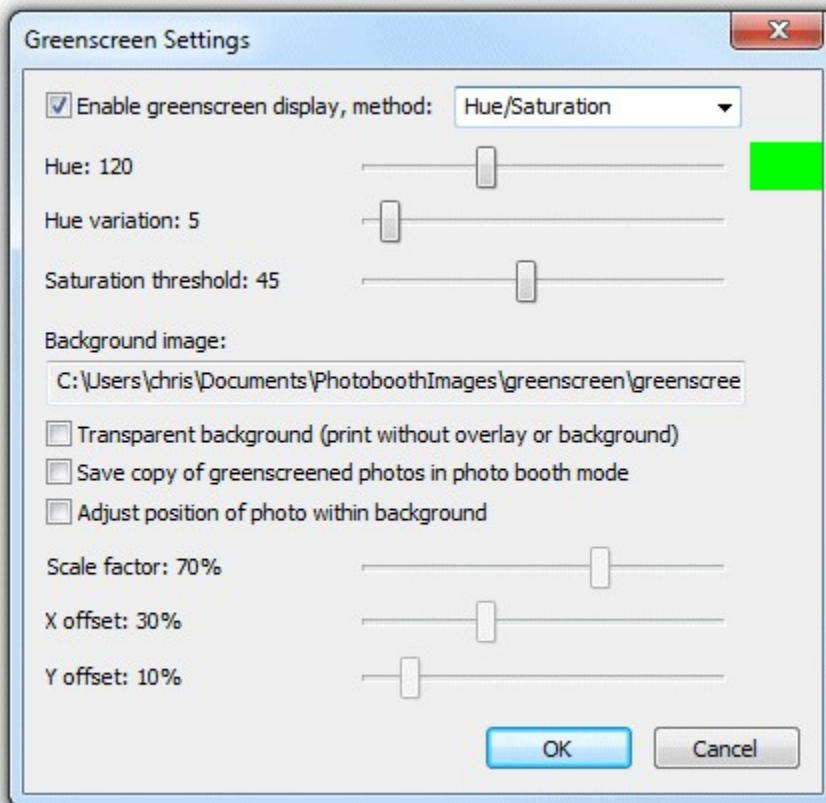 Greenscreen Settings
Enable greenscreen display, method: Hue/Saturation
Hue: 120
Hue variation: 5
Saturation threshold: 45
Background image:
C:\Users\chris\Documents\PhotoboothImages\greenscreen\greenscree
Transparent background (print without overlay or background)
Save copy of greenscreened photos in photo booth mode
Adjust position of photo within background
Scale factor: 70%
X offset: 30%
Y offset: 10%
OK Cancel